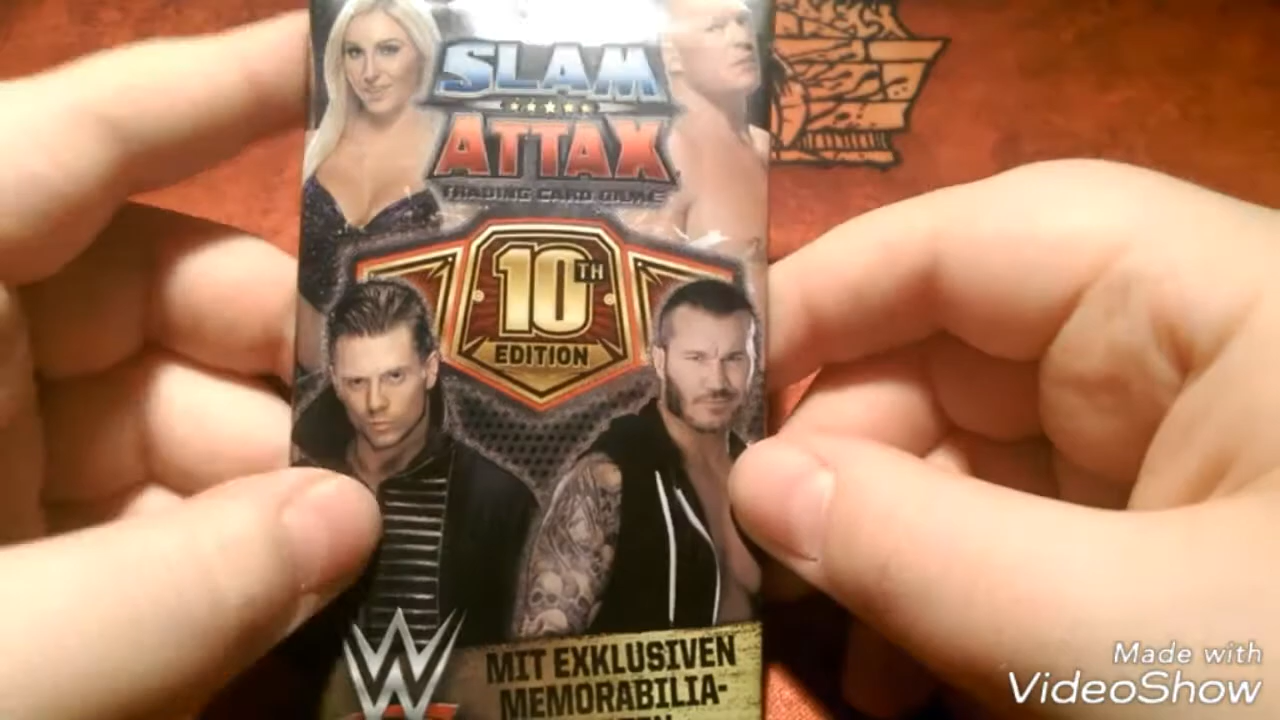 SLAM
ATTAX
TRADING CARD GAME
10TH
EDITION
W
MIT EXKLUSIVEN
MEMORABILIA-
Made with
VideoShow